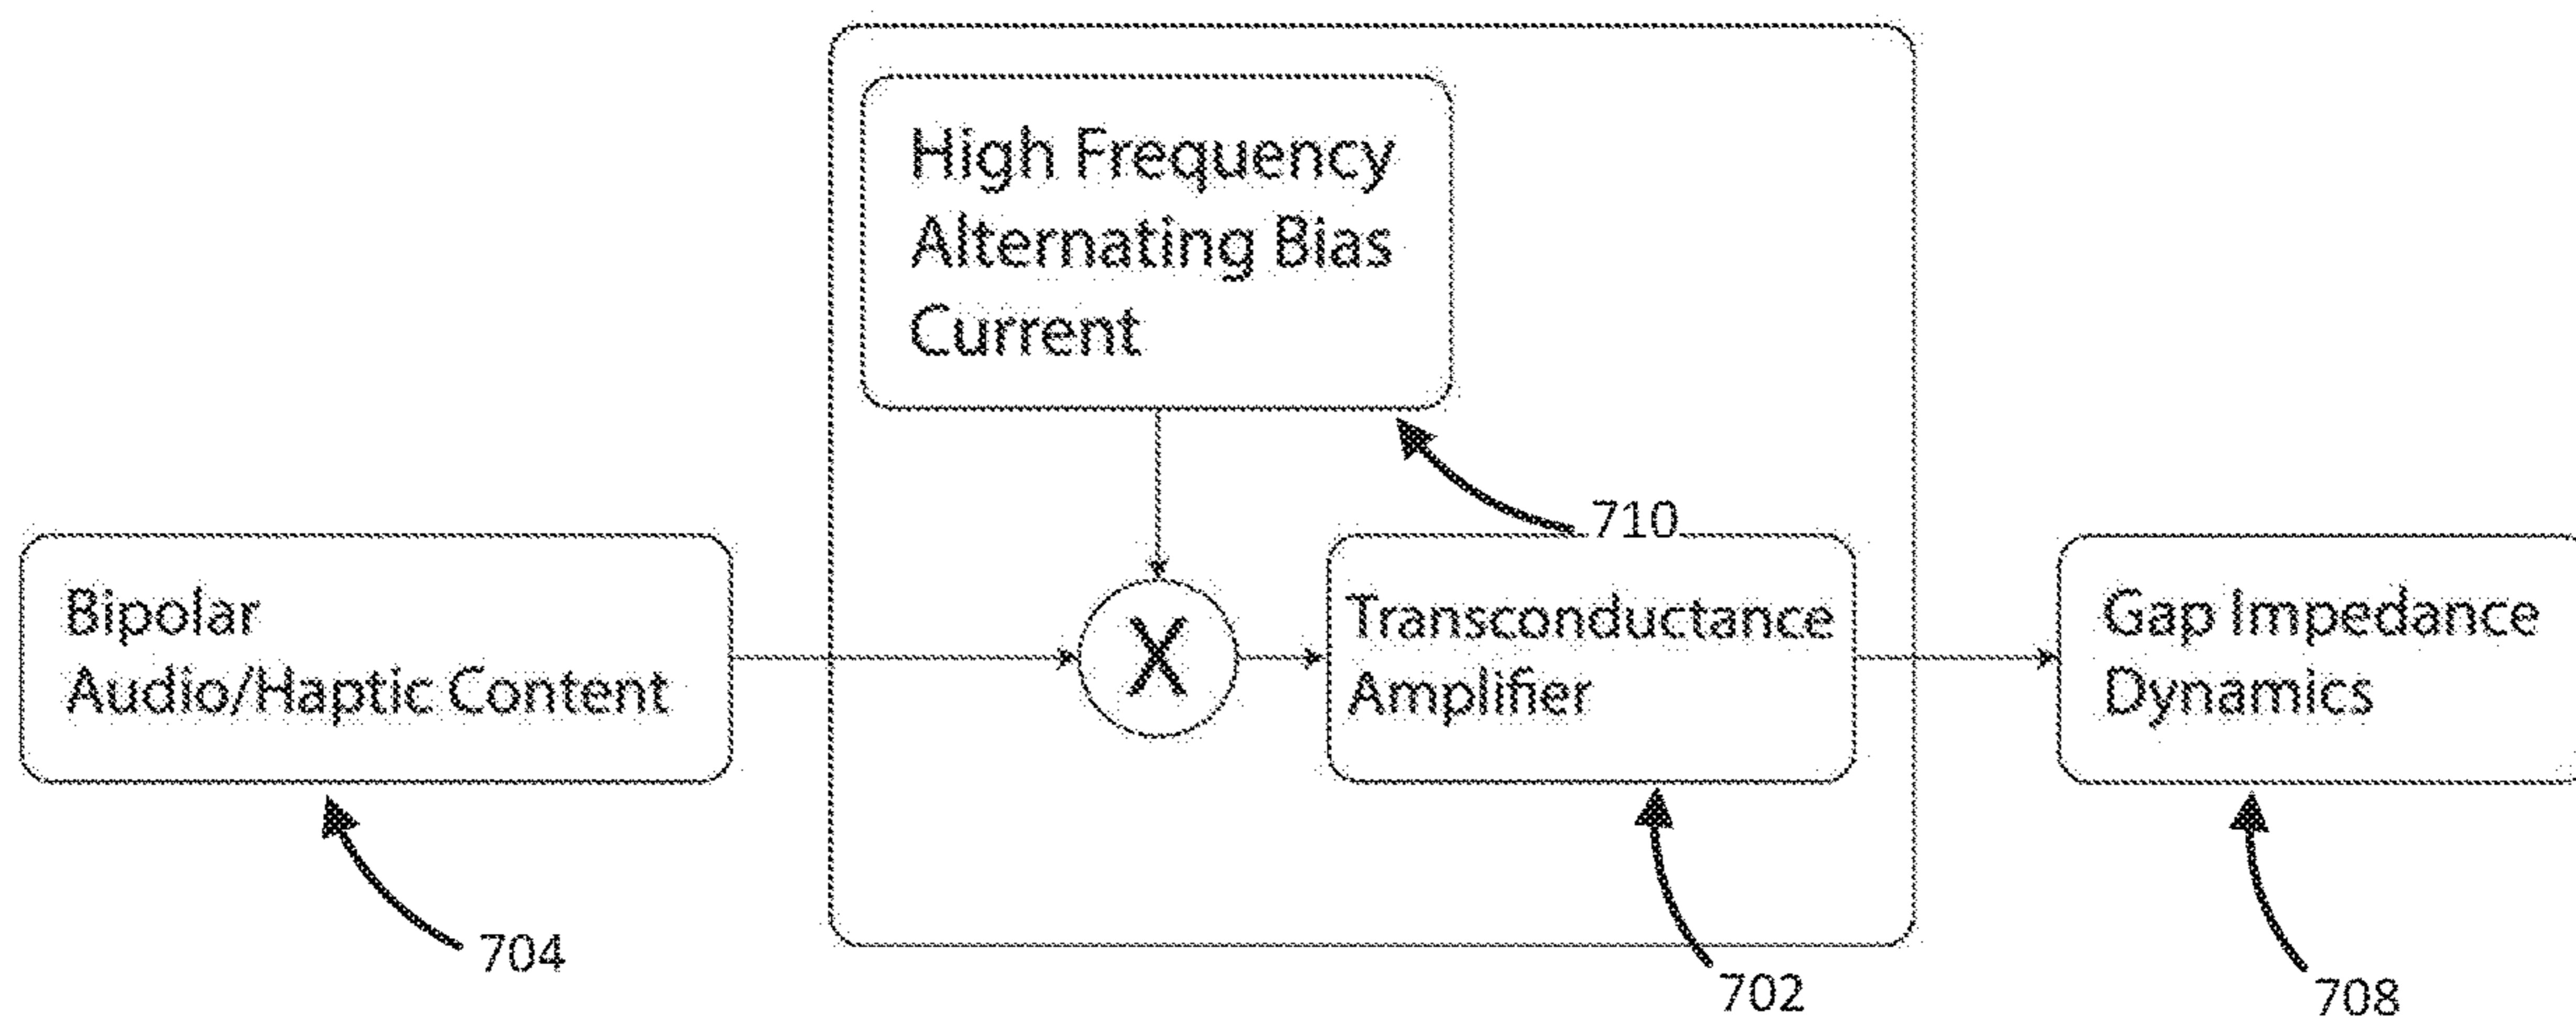 High Frequency
Alternating Bias
Current
710
Bipolar
Audio/Haptic Content
X
Transconductance
Amplifier
Gap Impedance
Dynamics
704
702
708